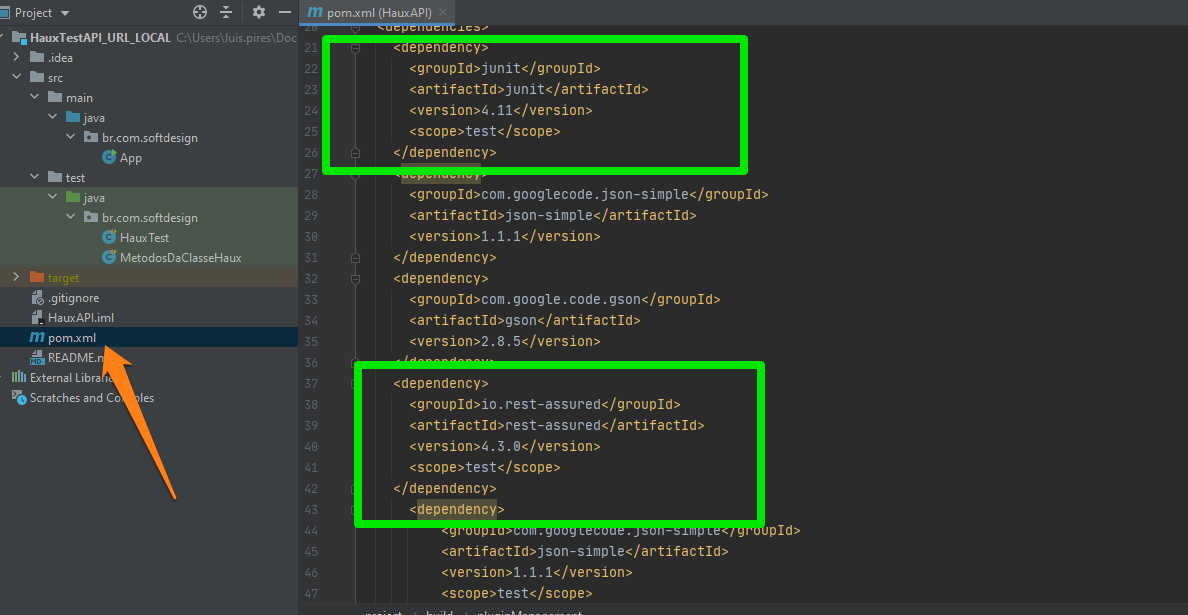 Project
HauxTestAPI_URL_LOCAL C:\Users\luis.pires\Doc
.idea
src
main
java
br.com.softdesign
App
test
java
br.com.softdesign
HauxTest
MetodosDaClasseHaux
target
.gitignore
HauxAPI.iml
pom.xml
README.m
External Librarie
Scratches and Consoles
pom.xml (HauxAPI)
20 <dependencies>
21 <dependency>
22 <groupId>junit</groupId>
23 <artifactId>junit</artifactId>
24 <version>4.11</version>
25 <scope>test</scope>
26 </dependency>
27 <dependency>
28 <groupId>com.googlecode.json-simple</groupId>
29 <artifactId>json-simple</artifactId>
30 <version>1.1.1</version>
31 </dependency>
32 <dependency>
33 <groupId>com.google.code.gson</groupId>
34 <artifactId>gson</artifactId>
35 <version>2.8.5</version>
36 </dependency>
37 <dependency>
38 <groupId>io.rest-assured</groupId>
39 <artifactId>rest-assured</artifactId>
40 <version>4.3.0</version>
41 <scope>test</scope>
42 </dependency>
43 <dependency>
44 <groupId>com.googlecode.json-simple</groupId>
45 <artifactId>json-simple</artifactId>
46 <version>1.1.1</version>
47 <scope>test</scope>
project › build › pluginManagement